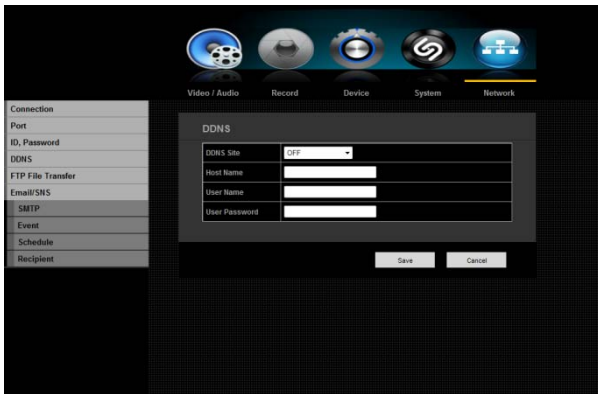 Video / Audio
Record
Device
System
Network
Connection
Port
ID, Password
DDNS
FTP File Transfer
Email/SNS
SMTP
Event
Schedule
Recipient
DDNS
DDNS Site
OFF
Host Name
User Name
User Password
Save
Cancel